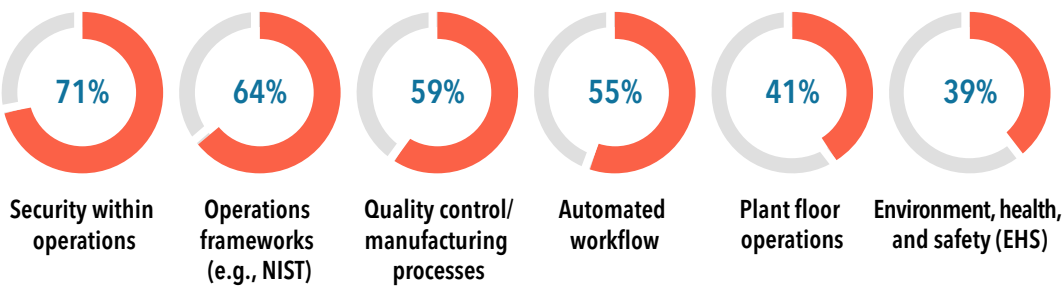 71%
64%
59%
55%
41%
39%
Security within
operations
Operations
frameworks
(e.g., NIST)
Quality control/
manufacturing
processes
Automated
workflow
Plant floor
operations
Environment, health,
and safety (EHS)